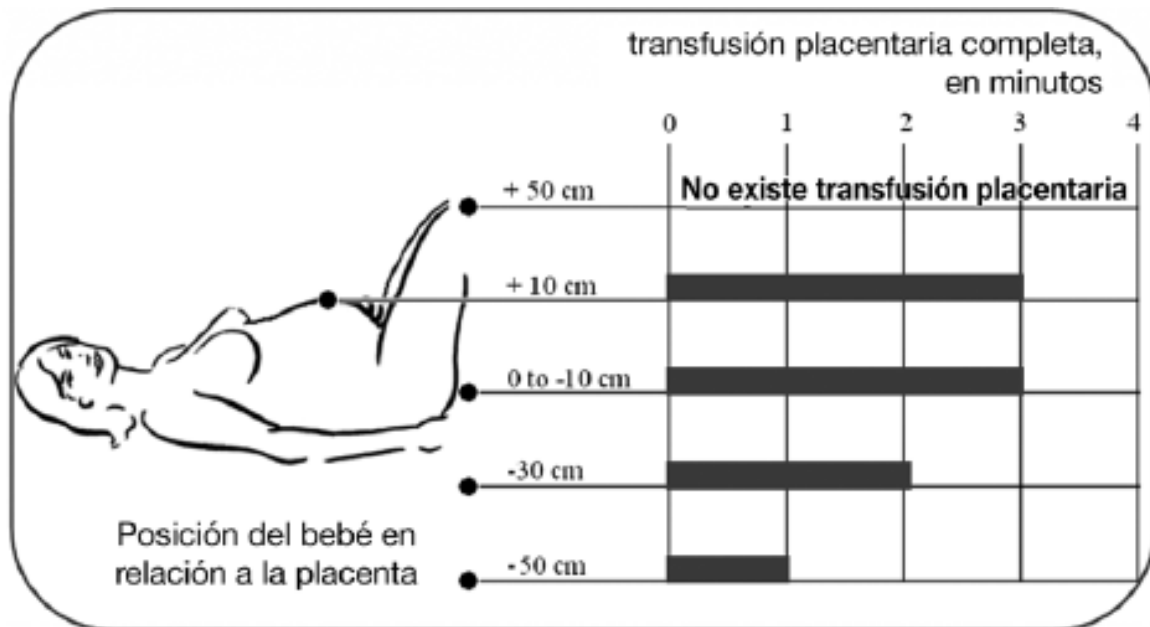 transfusión placentaria completa,
en minutos
0 1 2 3 4
+ 50 cm
No existe transfusión placentaria
+ 10 cm
0 to -10 cm
-30 cm
Posición del bebé en
relación a la placenta
-50 cm